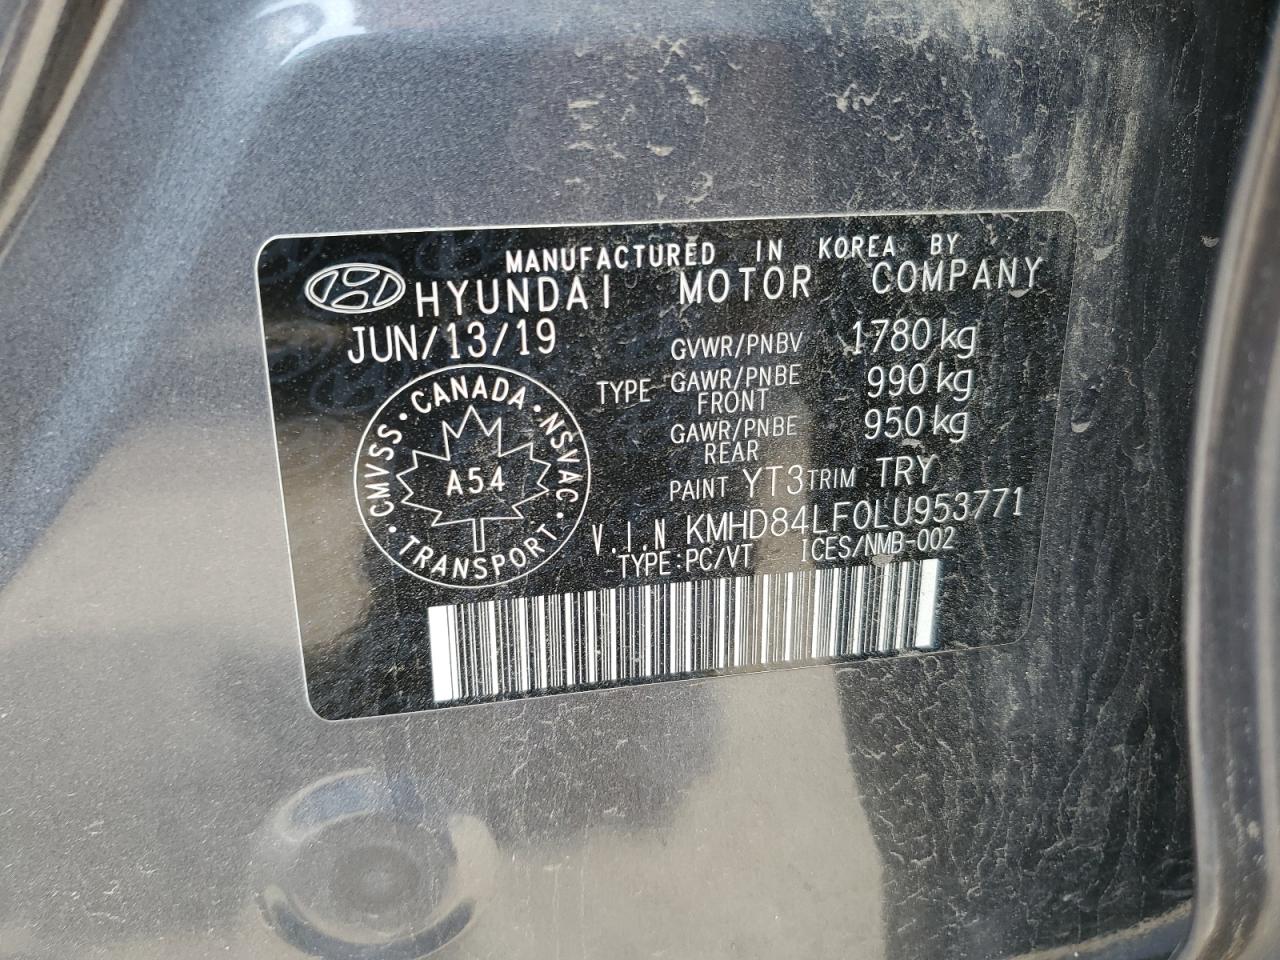 MANUFACTURED IN KOREA BY
HYUNDAI MOTOR COMPANY
JUN/13/19
GVWR/PNBV 1780 kg
TYPE GAWR/PNBE FRONT 990 kg
GAWR/PNBE REAR 950 kg
PAINT YT3 TRIM TRY
V.I.N KMHD84LF0LU953771
TYPE:PC/VT ICES/NMB-002
CMVSS · CANADA · NSVAC · TRANSPORT ·
A54